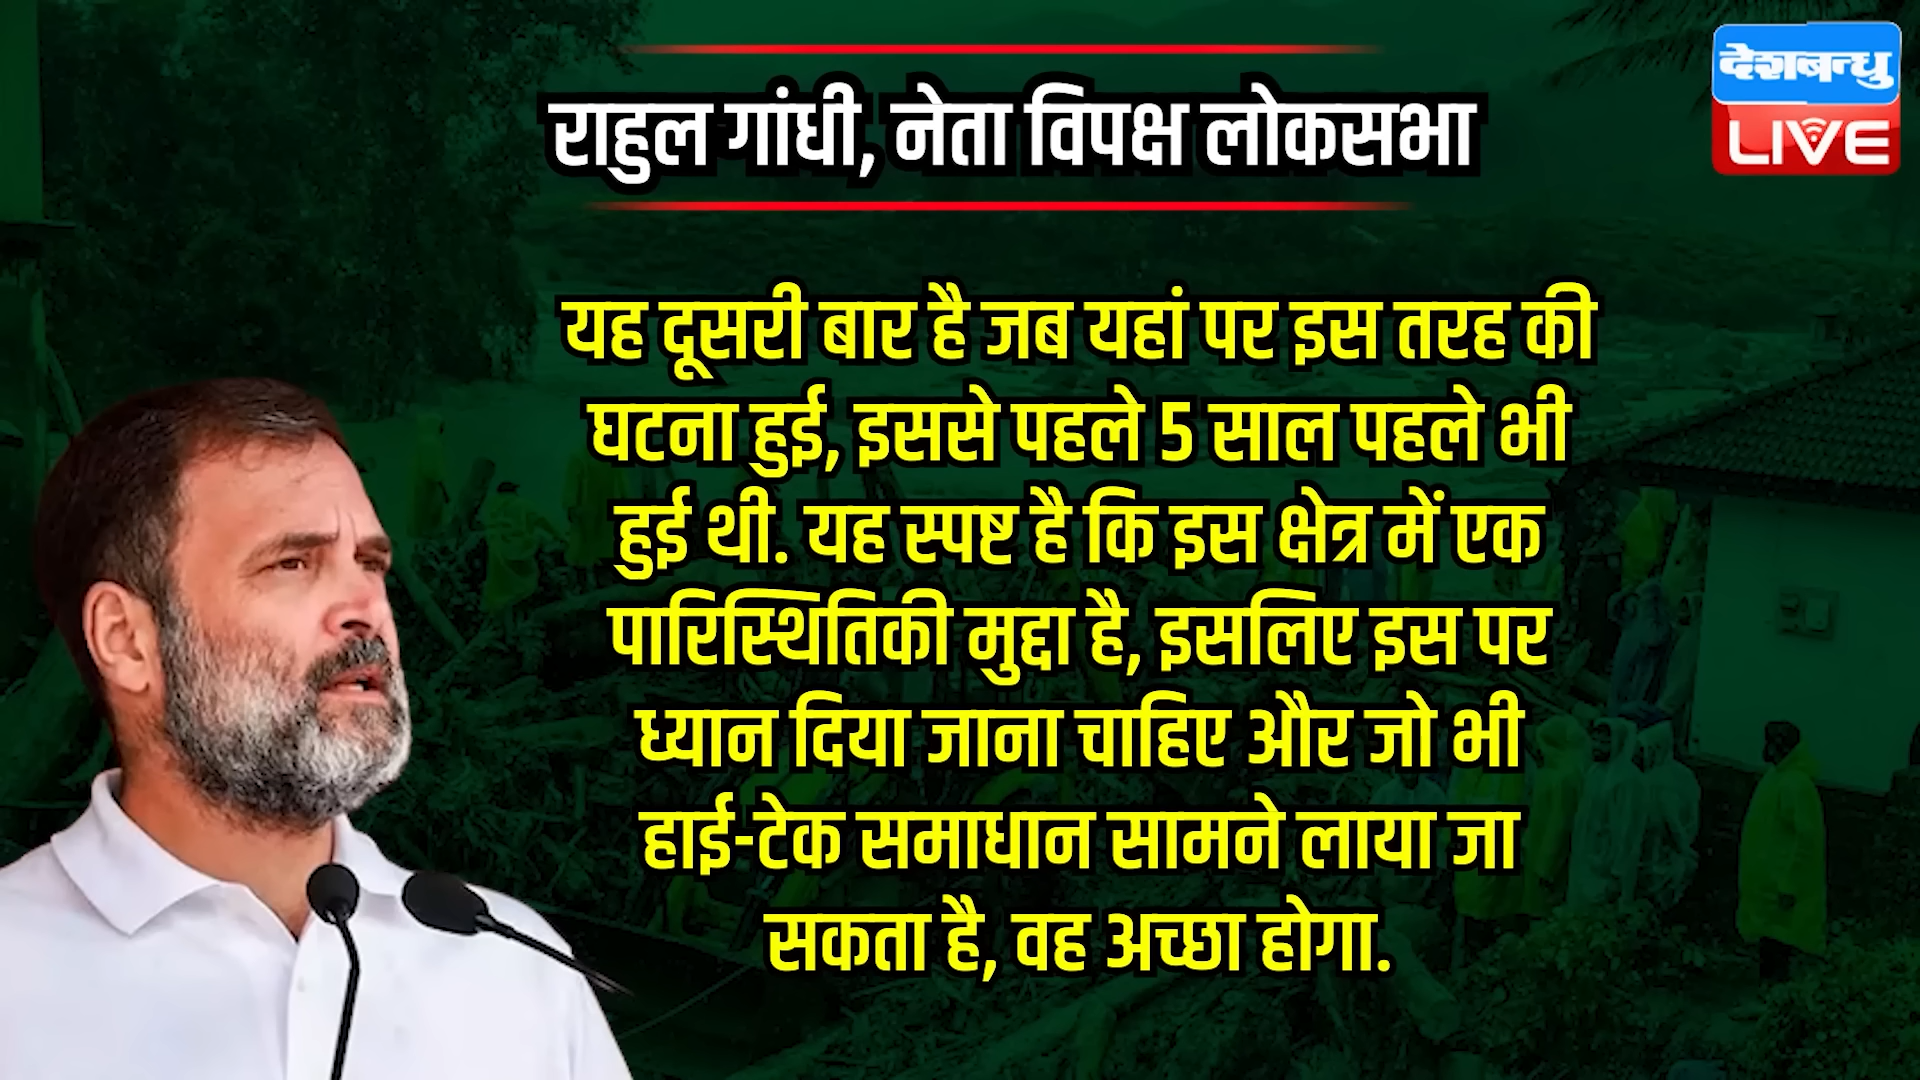 देशबन्धु
LIVE
राहुल गांधी, नेता विपक्ष लोकसभा
यह दूसरी बार है जब यहां पर इस तरह की
घटना हुई, इससे पहले 5 साल पहले भी
हुई थी. यह स्पष्ट है कि इस क्षेत्र में एक
पारिस्थितिकी मुद्दा है, इसलिए इस पर
ध्यान दिया जाना चाहिए और जो भी
हाई-टेक समाधान सामने लाया जा
सकता है, वह अच्छा होगा.